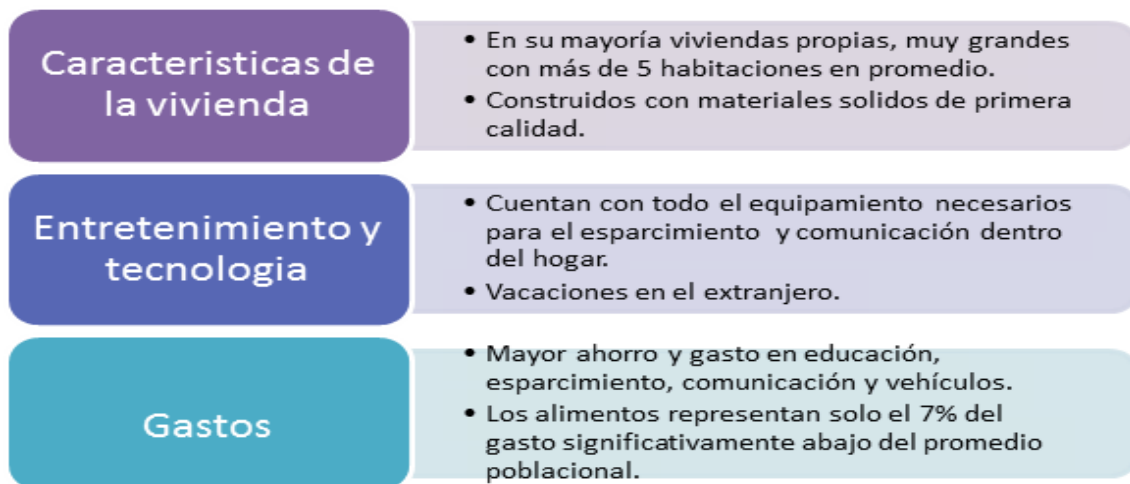 Caracteristicas de
la vivienda
• En su mayoría viviendas propias, muy grandes
con más de 5 habitaciones en promedio.
• Construidos con materiales solidos de primera
calidad.
Entretenimiento y
tecnologia
• Cuentan con todo el equipamiento necesarios
para el esparcimiento y comunicación dentro
del hogar.
• Vacaciones en el extranjero.
Gastos
• Mayor ahorro y gasto en educación,
esparcimiento, comunicación y vehículos.
• Los alimentos representan solo el 7% del
gasto significativamente abajo del promedio
poblacional.